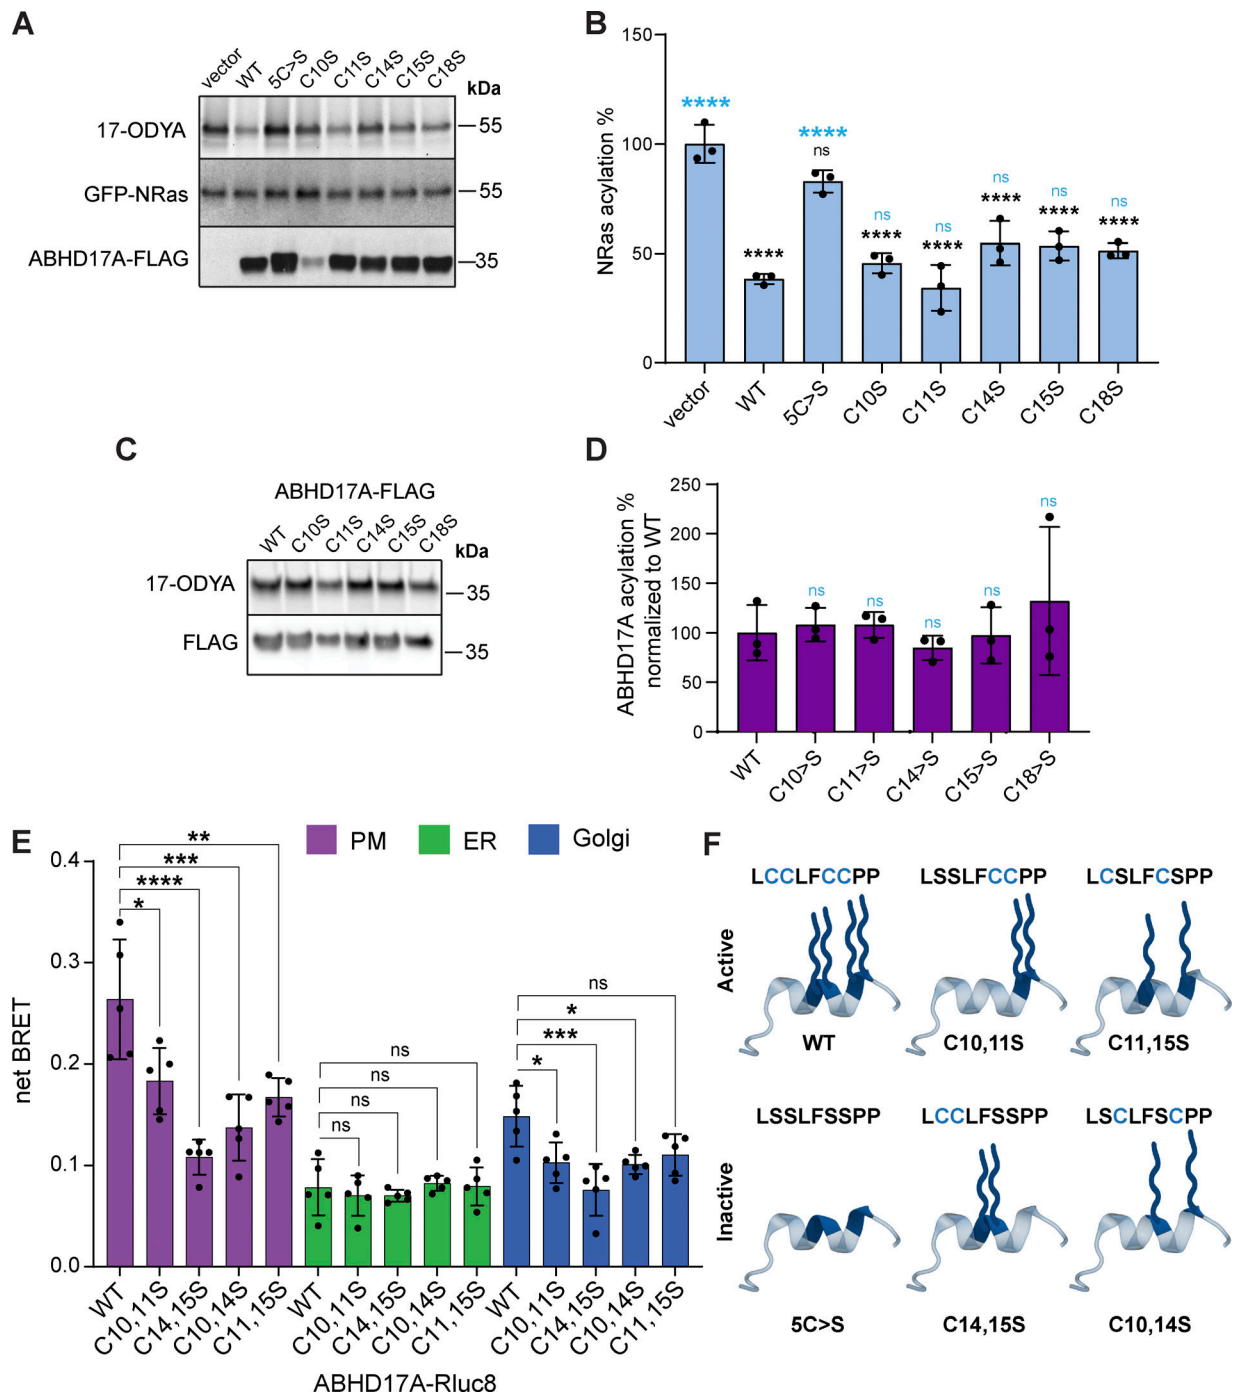 A
vector WT 5C>S C10S C11S C14S C15S C18S
kDa
17-ODYA
55
GFP-NRas
55
ABHD17A-FLAG
35
B
NRas acylation %
150
100
50
0
****
****
ns
****
ns
****
ns
****
ns
****
ns
****
ns
****
vector WT 5C>S C10S C11S C14S C15S C18S
C
ABHD17A-FLAG
WT C10S C11S C14S C15S C18S
kDa
17-ODYA
35
FLAG
35
D
ABHD17A acylation %
normalized to WT
250
200
150
100
50
0
ns ns ns ns ns
WT C10>S C11>S C14>S C15>S C18>S
E
PM ER Golgi
net BRET
0.4
0.3
0.2
0.1
0.0
**
***
****
*
ns
ns
ns
ns
ns
*
***
*
WT C10,11S C14,15S C10,14S C11,15S WT C10,11S C14,15S C10,14S C11,15S WT C10,11S C14,15S C10,14S C11,15S
ABHD17A-Rluc8
F
Active
LCCLFCCPP LSSLFCCPP LCSLFCSPP
WT C10,11S C11,15S
Inactive
LSSLFSSPP LCCLFSSPP LSCLFSCPP
5C>S C14,15S C10,14S